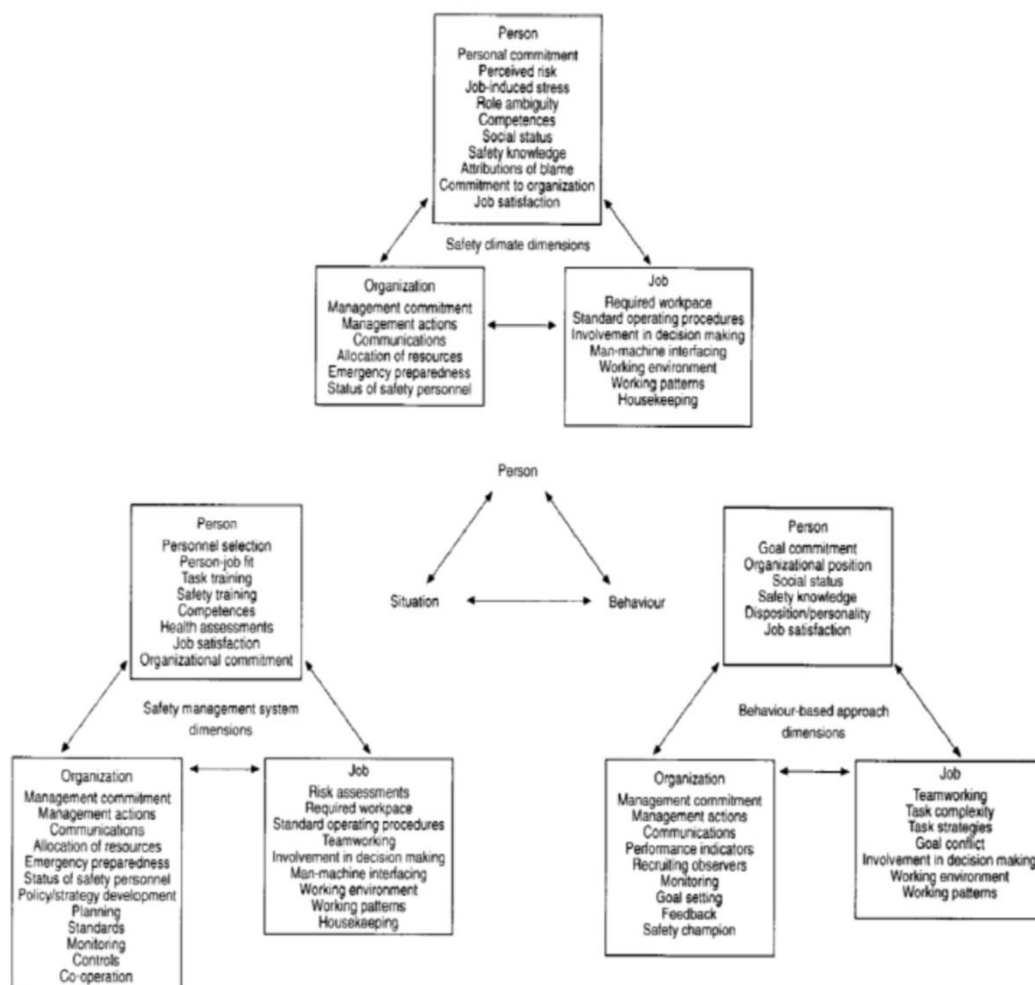 Person
Personal commitment
Perceived risk
Job-induced stress
Role ambiguity
Competences
Social status
Safety knowledge
Attributions of blame
Commitment to organization
Job satisfaction
Safety climate dimensions
Organization
Management commitment
Management actions
Communications
Allocation of resources
Emergency preparedness
Status of safety personnel
Job
Required workpace
Standard operating procedures
Involvement in decision making
Man-machine interfacing
Working environment
Working patterns
Housekeeping
Person
Situation
Behaviour
Person
Personnel selection
Person-job fit
Task training
Safety training
Competences
Health assessments
Job satisfaction
Organizational commitment
Safety management system
dimensions
Organization
Management commitment
Management actions
Communications
Allocation of resources
Emergency preparedness
Status of safety personnel
Policy/strategy development
Planning
Standards
Monitoring
Controls
Co-operation
Job
Risk assessments
Required workpace
Standard operating procedures
Teamworking
Involvement in decision making
Man-machine interfacing
Working environment
Working patterns
Housekeeping
Person
Goal commitment
Organizational position
Social status
Safety knowledge
Disposition/personality
Job satisfaction
Behaviour-based approach
dimensions
Organization
Management commitment
Management actions
Communications
Performance indicators
Recruiting observers
Monitoring
Goal setting
Feedback
Safety champion
Job
Teamworking
Task complexity
Task strategies
Goal conflict
Involvement in decision making
Working environment
Working patterns